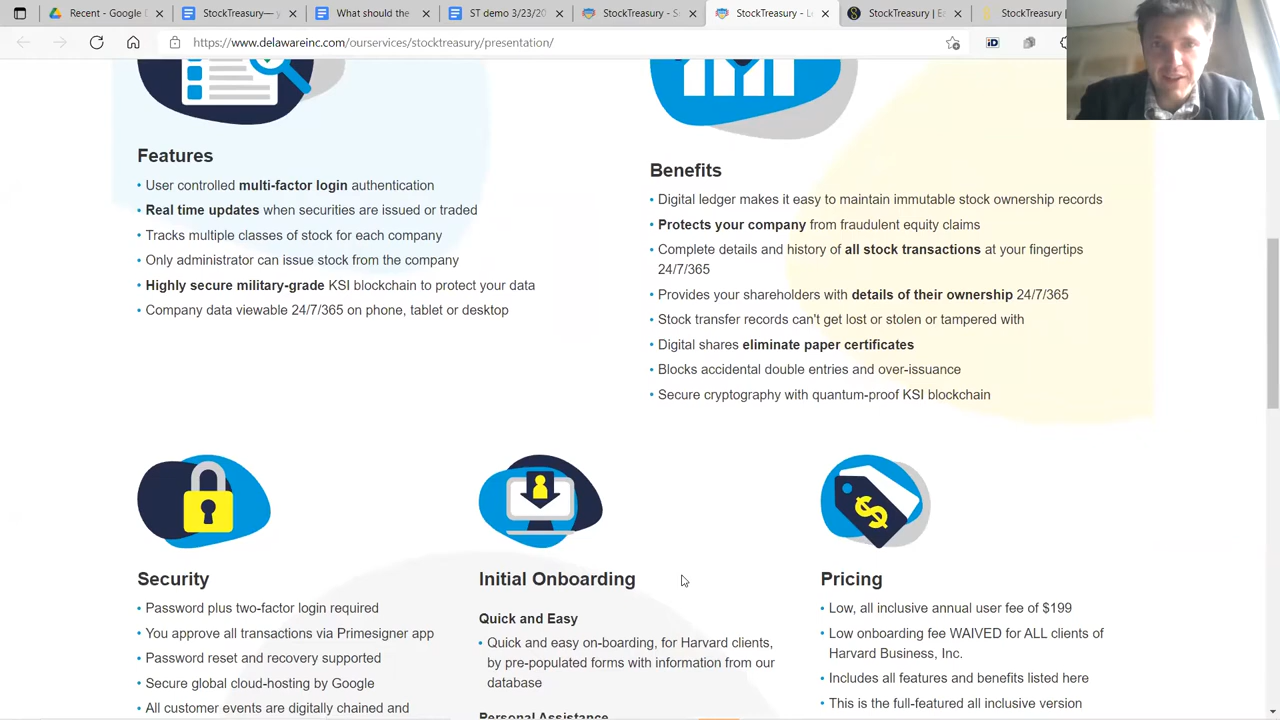 Recent - Google D
StockTreasury— y
What should the
ST demo 3/23/20
StockTreasury - S
StockTreasury - Le
StockTreasury | Ea
StockTreasury |
https://www.delawareinc.com/ourservices/stocktreasury/presentation/
iD
Features
• User controlled multi-factor login authentication
• Real time updates when securities are issued or traded
• Tracks multiple classes of stock for each company
• Only administrator can issue stock from the company
• Highly secure military-grade KSI blockchain to protect your data
• Company data viewable 24/7/365 on phone, tablet or desktop
Benefits
• Digital ledger makes it easy to maintain immutable stock ownership records
• Protects your company from fraudulent equity claims
• Complete details and history of all stock transactions at your fingertips
24/7/365
• Provides your shareholders with details of their ownership 24/7/365
• Stock transfer records can't get lost or stolen or tampered with
• Digital shares eliminate paper certificates
• Blocks accidental double entries and over-issuance
• Secure cryptography with quantum-proof KSI blockchain
Security
• Password plus two-factor login required
• You approve all transactions via Primesigner app
• Password reset and recovery supported
• Secure global cloud-hosting by Google
• All customer events are digitally chained and
Initial Onboarding
Quick and Easy
• Quick and easy on-boarding, for Harvard clients,
by pre-populated forms with information from our
database
Personal Assistance
Pricing
• Low, all inclusive annual user fee of $199
• Low onboarding fee WAIVED for ALL clients of
Harvard Business, Inc.
• Includes all features and benefits listed here
• This is the full-featured all inclusive version